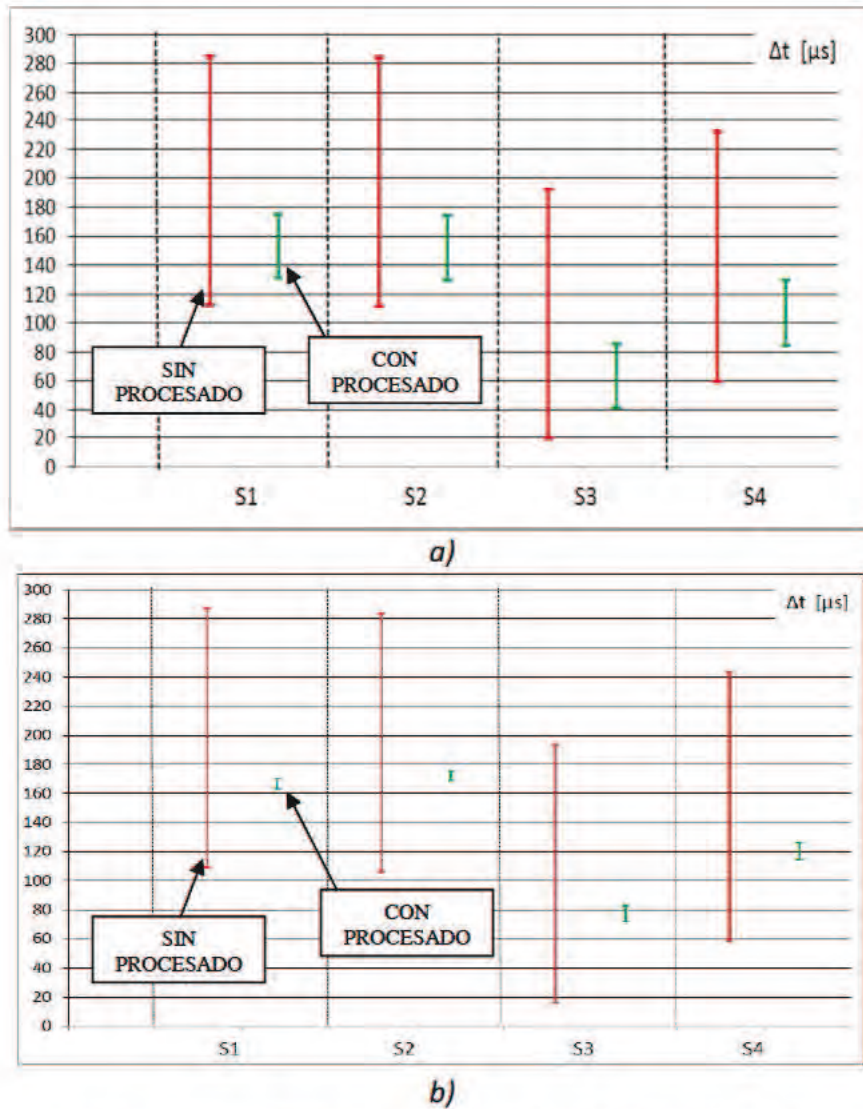 300
Δt [µs]
280
260
240
220
200
180
160
140
120
100
80
60
40
20
0
SIN
PROCESADO
CON
PROCESADO
S1 S2 S3 S4
a)
300
Δt [µs]
280
260
240
220
200
180
160
140
120
100
80
60
40
20
0
CON
PROCESADO
SIN
PROCESADO
S1 S2 S3 S4
b)